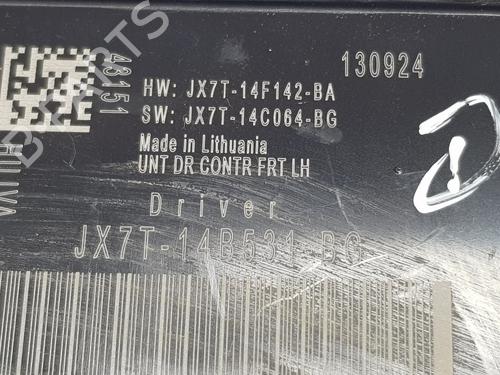 48151
130924
HW: JX7T-14F142-BA
SW: JX7T-14C064-BG
Made in Lithuania
UNT DR CONTR FRT LH
Driver
JX7T-14B531-BG